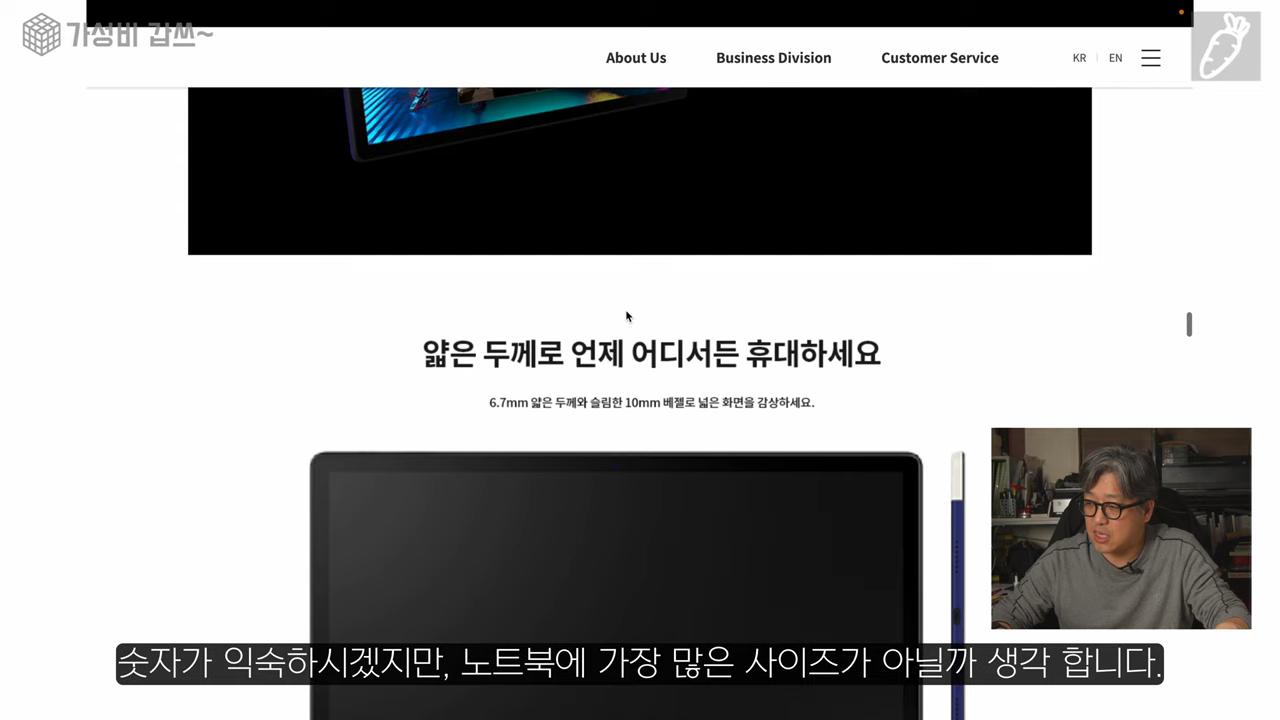 가성비 갑쓰~
About Us
Business Division
Customer Service
KR
EN
얇은 두께로 언제 어디서든 휴대하세요
6.7mm 얇은 두께와 슬림한 10mm 베젤로 넓은 화면을 감상하세요.
숫자가 익숙하시겠지만, 노트북에 가장 많은 사이즈가 아닐까 생각 합니다.